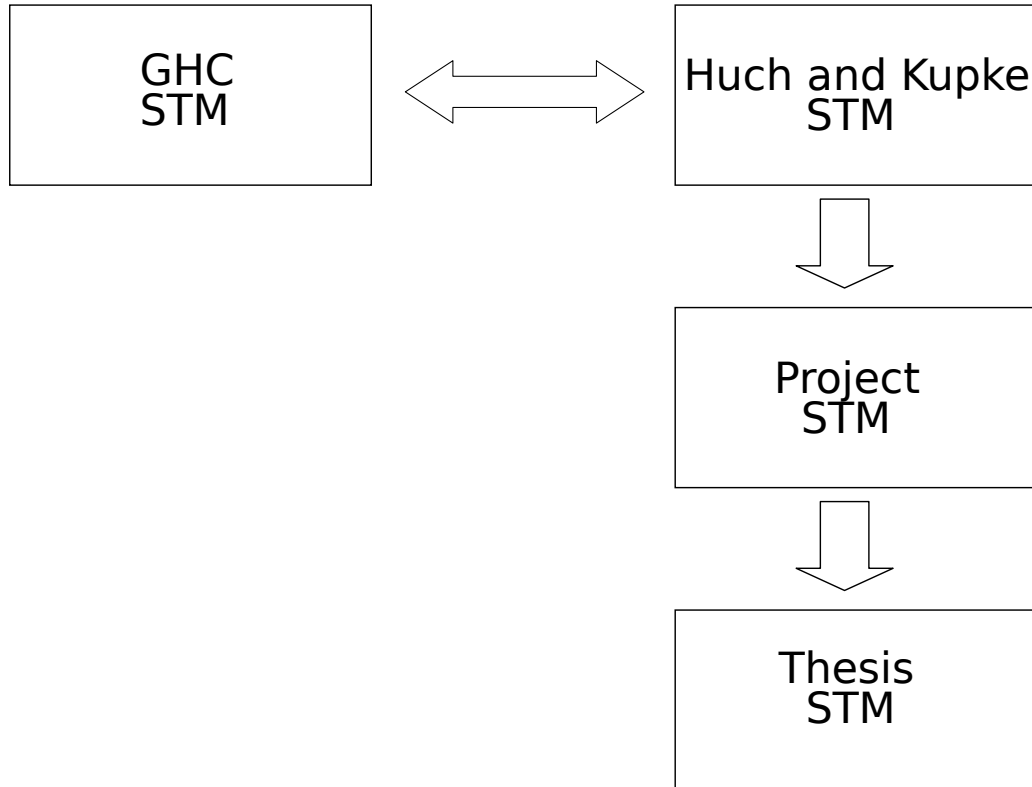 GHC
STM
Huch and Kupke
STM
Project
STM
Thesis
STM